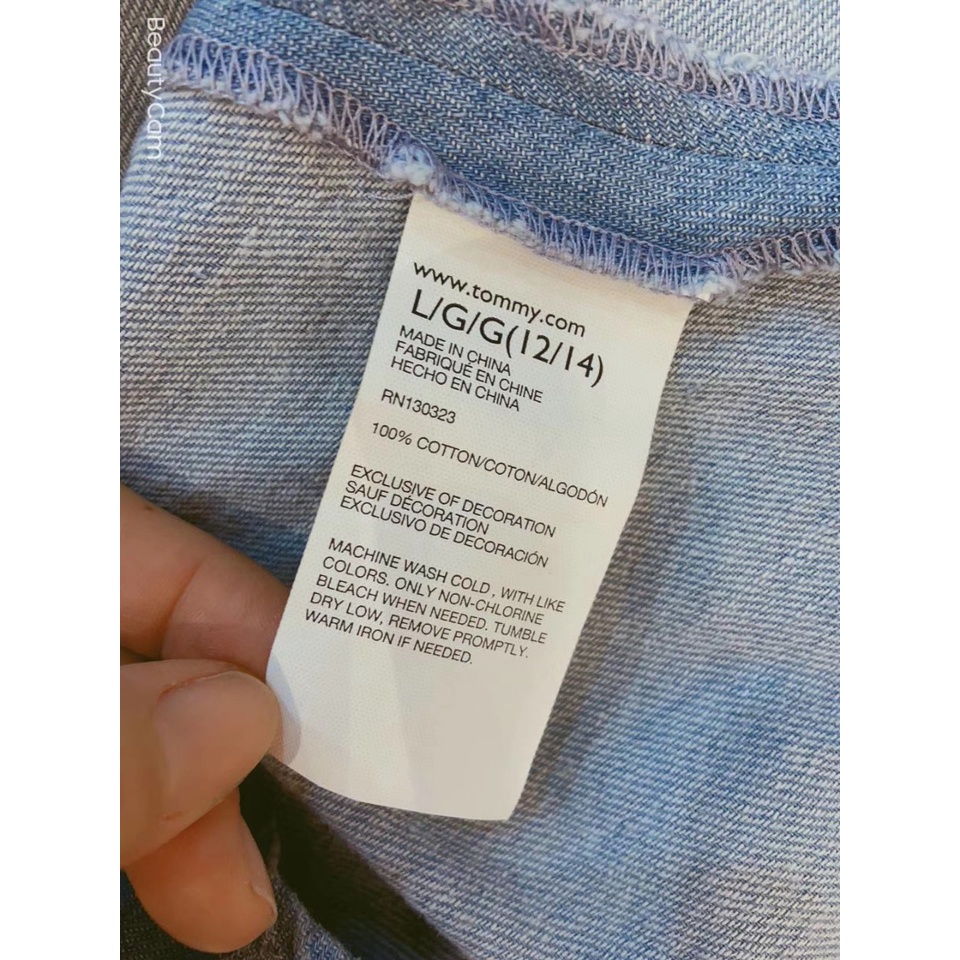 BeautyCam
www.tommy.com
L/G/G(12/14)
MADE IN CHINA
FABRIQUÉ EN CHINE
HECHO EN CHINA
RN130323
100% COTTON/COTON/ALGODÓN
EXCLUSIVE OF DECORATION
SAUF DÉCORATION
EXCLUSIVO DE DECORACIÓN
MACHINE WASH COLD , WITH LIKE
COLORS. ONLY NON-CHLORINE
BLEACH WHEN NEEDED. TUMBLE
DRY LOW, REMOVE PROMPTLY.
WARM IRON IF NEEDED.